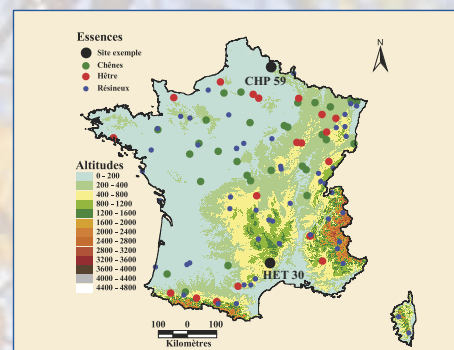 Essences
Site exemple
Chênes
Hêtre
Résineux
N
CHP 59
Altitudes
0 - 200
200 - 400
400 - 800
800 - 1200
1200 - 1600
1600 - 2000
2000 - 2400
2400 - 2800
2800 - 3200
3200 - 3600
3600 - 4000
4000 - 4400
4400 - 4800
HET 30
100 0 100
Kilomètres